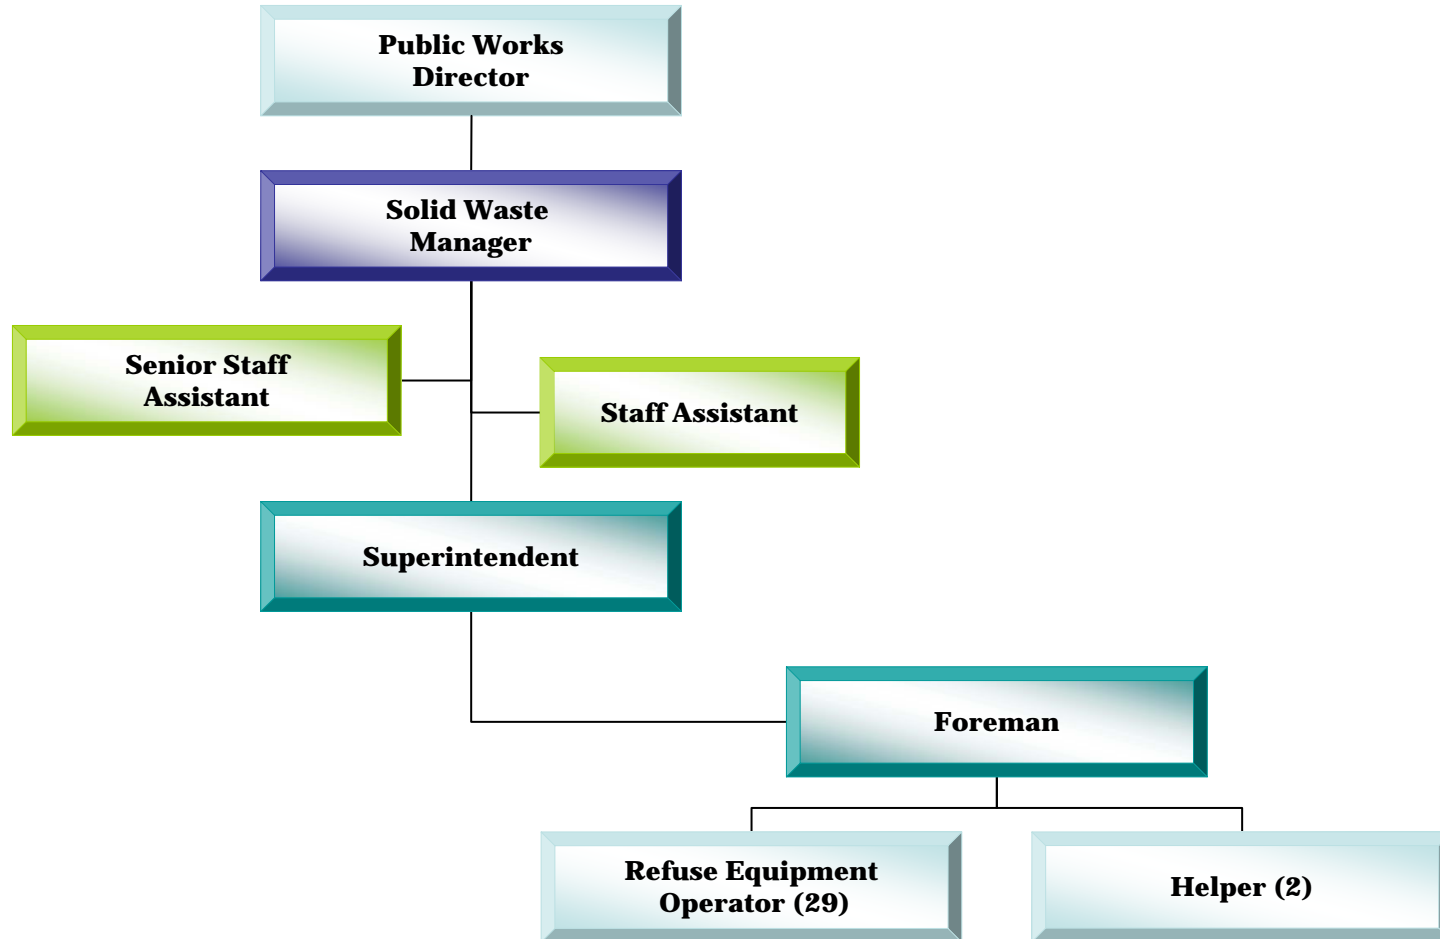 Public Works
Director
Solid Waste
Manager
Senior Staff
Assistant
Staff Assistant
Superintendent
Foreman
Refuse Equipment
Operator (29)
Helper (2)